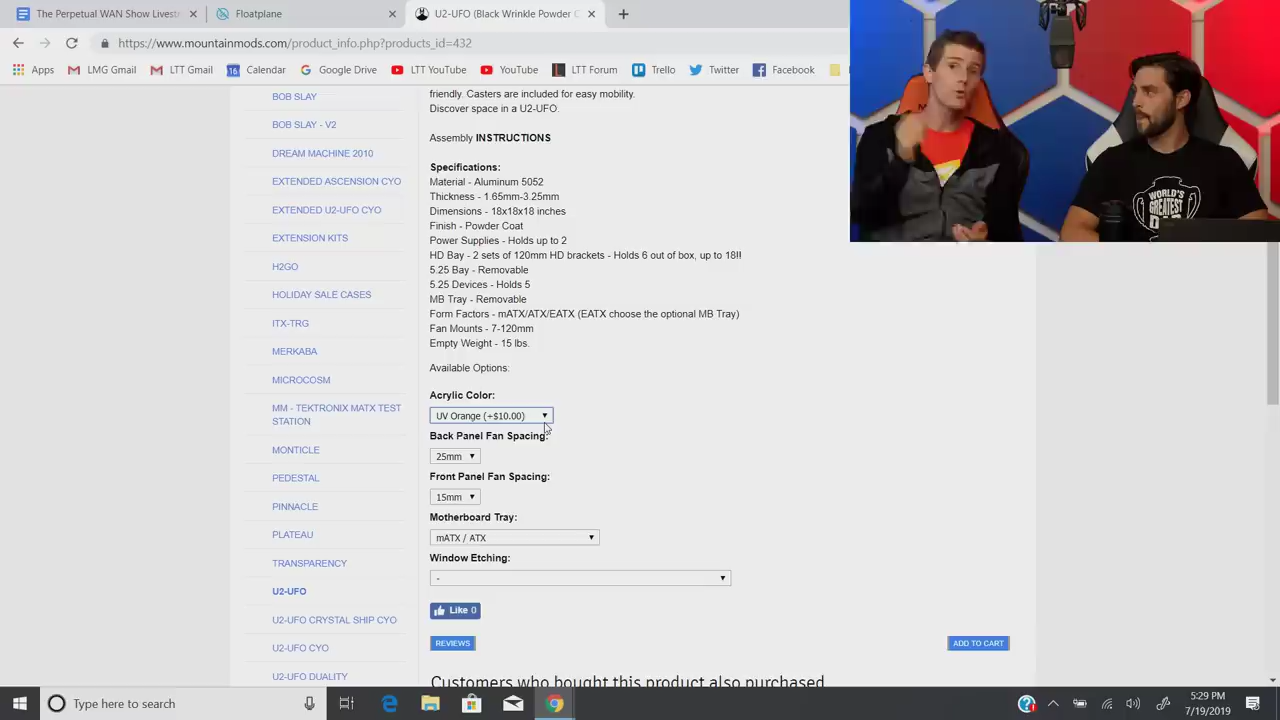 The Perpetual WAN Show Livest
Floatplane
U2-UFO (Black Wrinkle Powder C
https://www.mountainmods.com/product_info.php?products_id=432
Apps
LMG Gmail
LTT Gmail
16
Calendar
Google Drive
LTT YouTube
YouTube
LTT Forum
Trello
Twitter
Facebook
BOB SLAY
BOB SLAY - V2
DREAM MACHINE 2010
EXTENDED ASCENSION CYO
EXTENDED U2-UFO CYO
EXTENSION KITS
H2GO
HOLIDAY SALE CASES
ITX-TRG
MERKABA
MICROCOSM
MM - TEKTRONIX MATX TEST
STATION
MONTICLE
PEDESTAL
PINNACLE
PLATEAU
TRANSPARENCY
U2-UFO
U2-UFO CRYSTAL SHIP CYO
U2-UFO CYO
U2-UFO DUALITY
friendly. Casters are included for easy mobility.
Discover space in a U2-UFO.
Assembly INSTRUCTIONS
Specifications:
Material - Aluminum 5052
Thickness - 1.65mm-3.25mm
Dimensions - 18x18x18 inches
Finish - Powder Coat
Power Supplies - Holds up to 2
HD Bay - 2 sets of 120mm HD brackets - Holds 6 out of box, up to 18!!
5.25 Bay - Removable
5.25 Devices - Holds 5
MB Tray - Removable
Form Factors - mATX/ATX/EATX (EATX choose the optional MB Tray)
Fan Mounts - 7-120mm
Empty Weight - 15 lbs.
Available Options:
Acrylic Color:
UV Orange (+$10.00)
Back Panel Fan Spacing:
25mm
Front Panel Fan Spacing:
15mm
Motherboard Tray:
mATX / ATX
Window Etching:
-
Like 0
REVIEWS
ADD TO CART
Customers who bought this product also purchased
WORLD'S
GREATEST
Type here to search
5:29 PM
7/19/2019